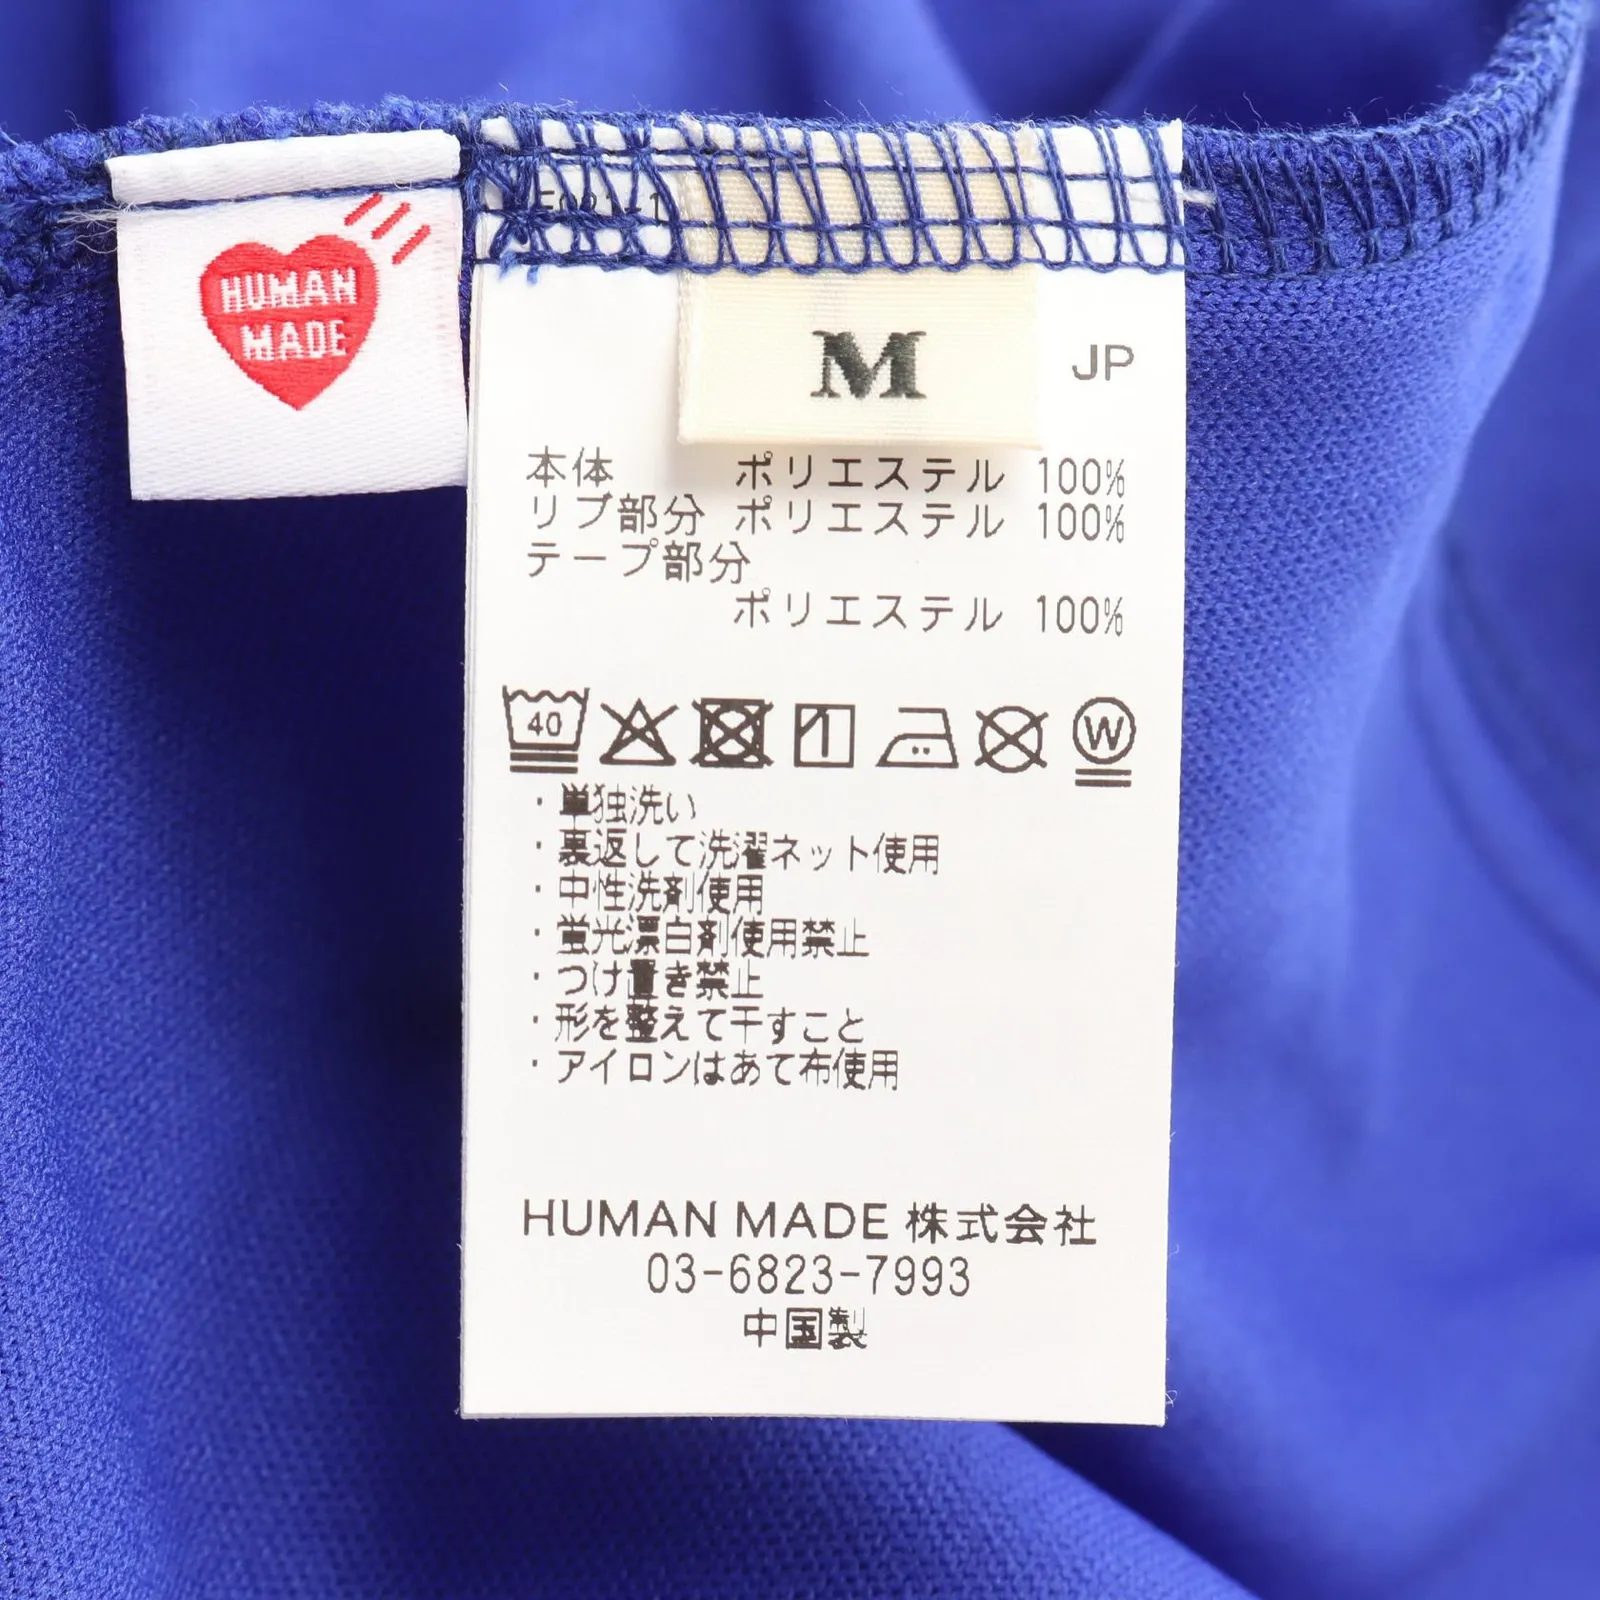 HUMAN
MADE
M
JP
本体 ポリエステル 100%
リブ部分 ポリエステル 100%
テープ部分
ポリエステル 100%
40
W
・単独洗い
・裏返して洗濯ネット使用
・中性洗剤使用
・蛍光漂白剤使用禁止
・つけ置き禁止
・形を整えて干すこと
・アイロンはあて布使用
HUMAN MADE 株式会社
03-6823-7993
中国製